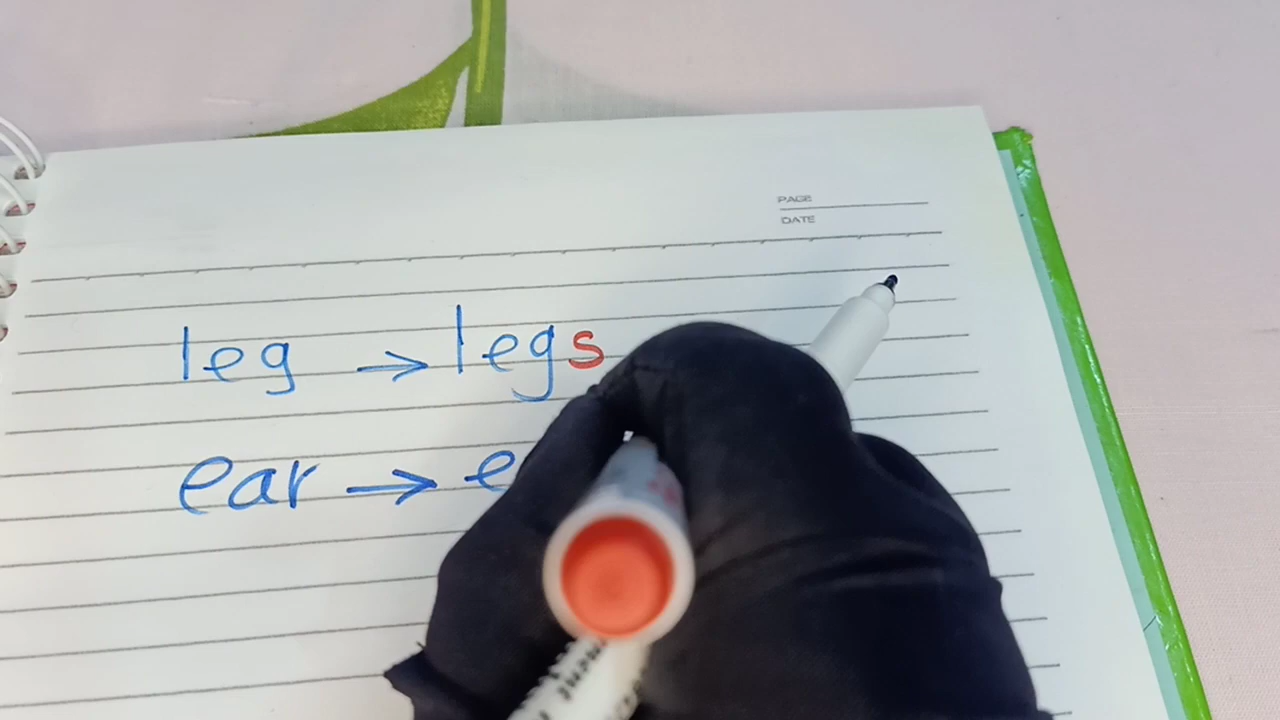 PAGE
DATE
leg → legs
ear → e